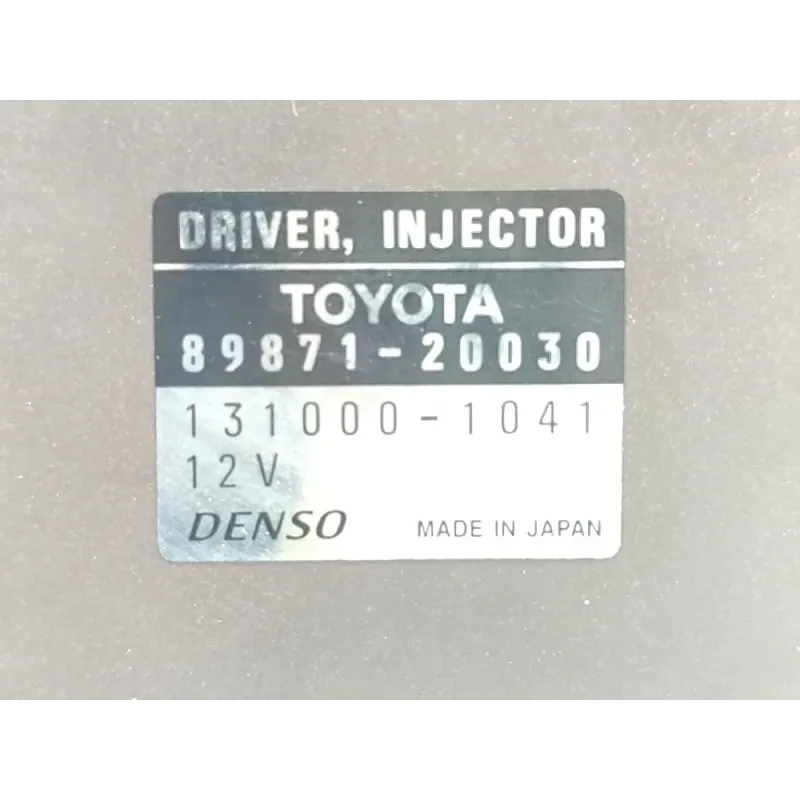 DRIVER, INJECTOR
TOYOTA
89871-20030
131000-1041
12V
DENSO MADE IN JAPAN